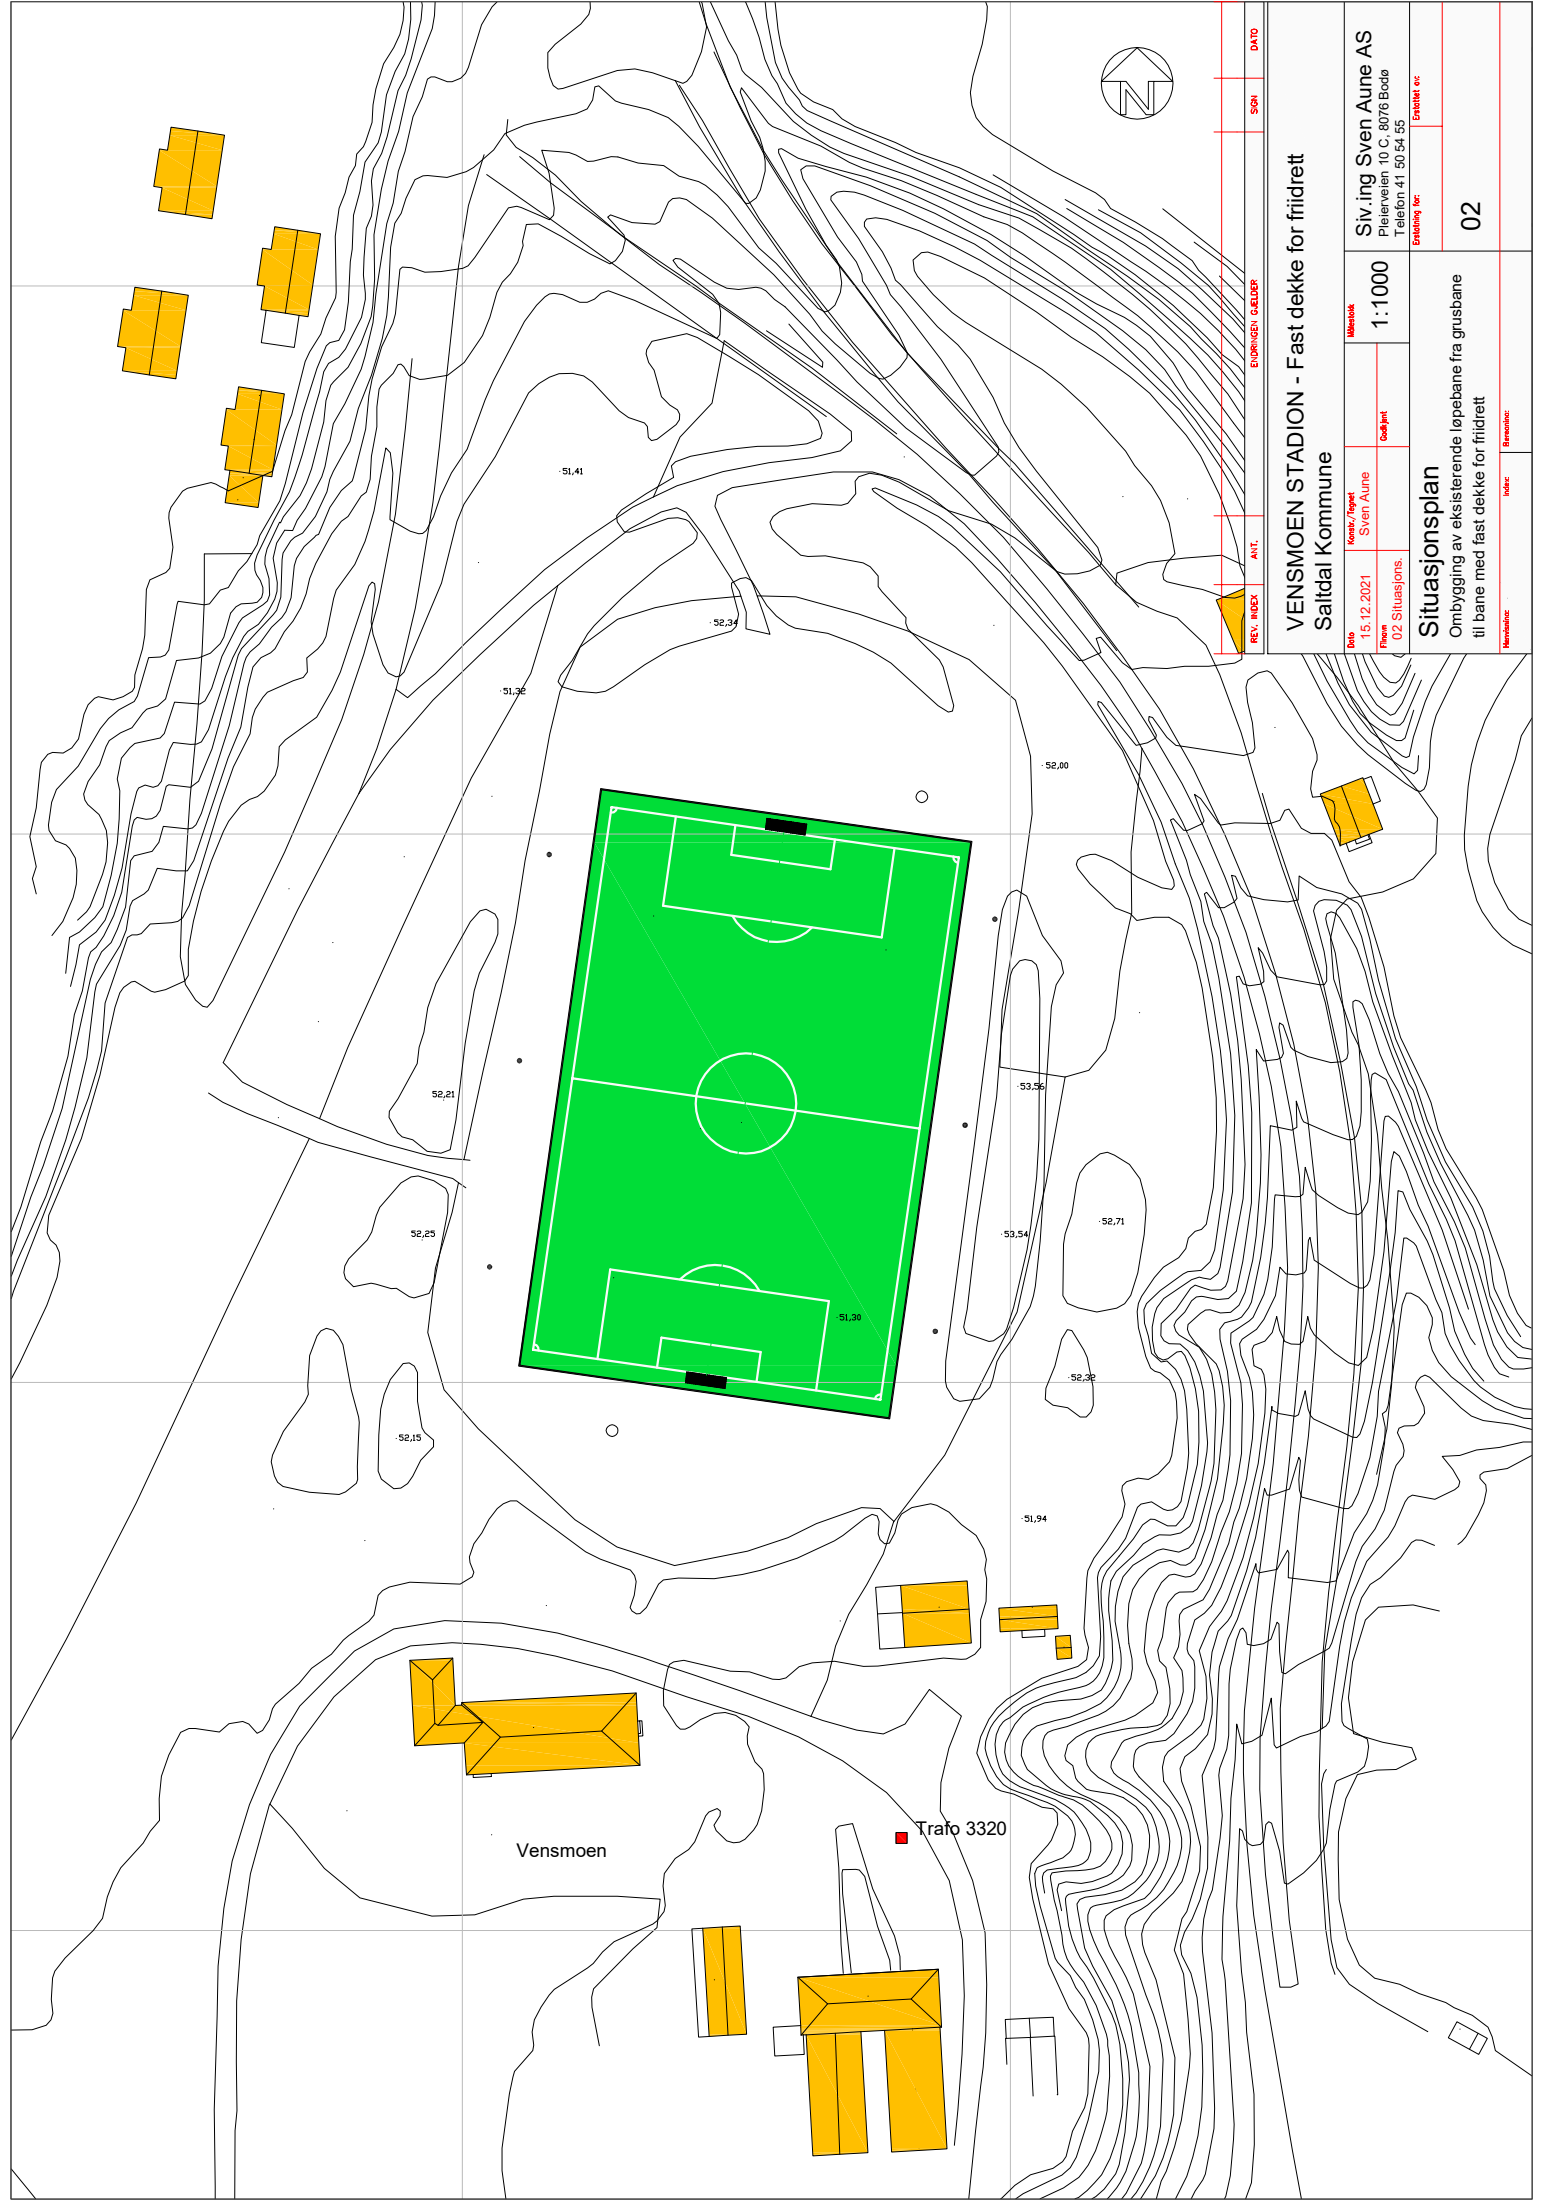 51,41
52,34
51,32
52,00
52,21
53,56
52,25
53,54
52,71
51,30
52,32
52,15
51,94
Trafo 3320
Vensmoen
N
REV. INDEX
ANT.
ENDRINGEN GJELDER
SIGN
DATO
VENSMOEN STADION - Fast dekke for friidrett
Saltdal Kommune
Dato
15.12.2021
Konstr./Tegnet
Sven Aune
Målestokk
1:1000
Siv.ing Sven Aune AS
Pleierveien 10 C, 8076 Bodø
Telefon 41 50 54 55
Filnavn
02 Situasjons.
Godkjent
Situasjonsplan
Ombygging av eksisterende løpebane fra grusbane
til bane med fast dekke for friidrett
Erstatning for:
Erstattet av:
02
Henvisning:
Index:
Beregning: